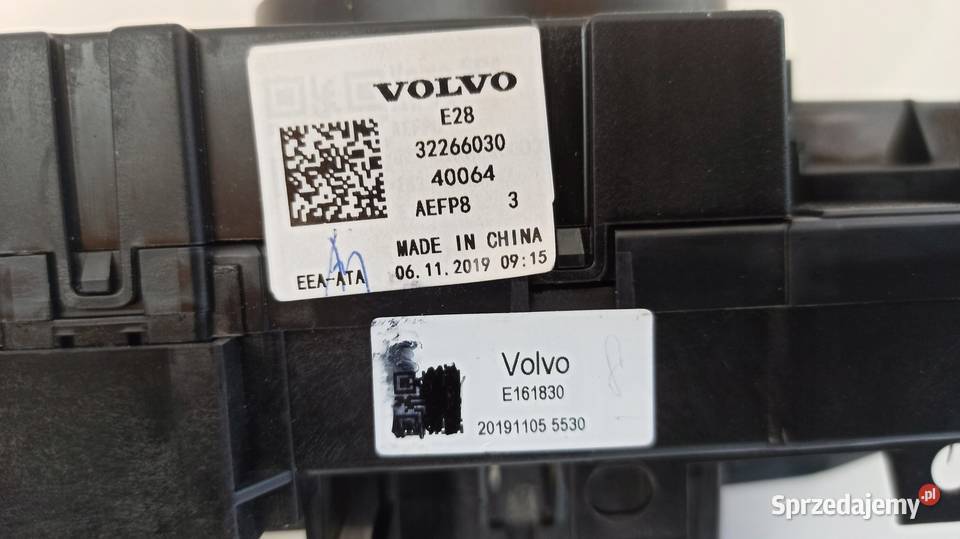 VOLVO
E28
32266030
40064
AEFP8 3
MADE IN CHINA
EEA-ATA 06.11.2019 09:15
Volvo
E161830
20191105 5530
Sprzedajemy.pl